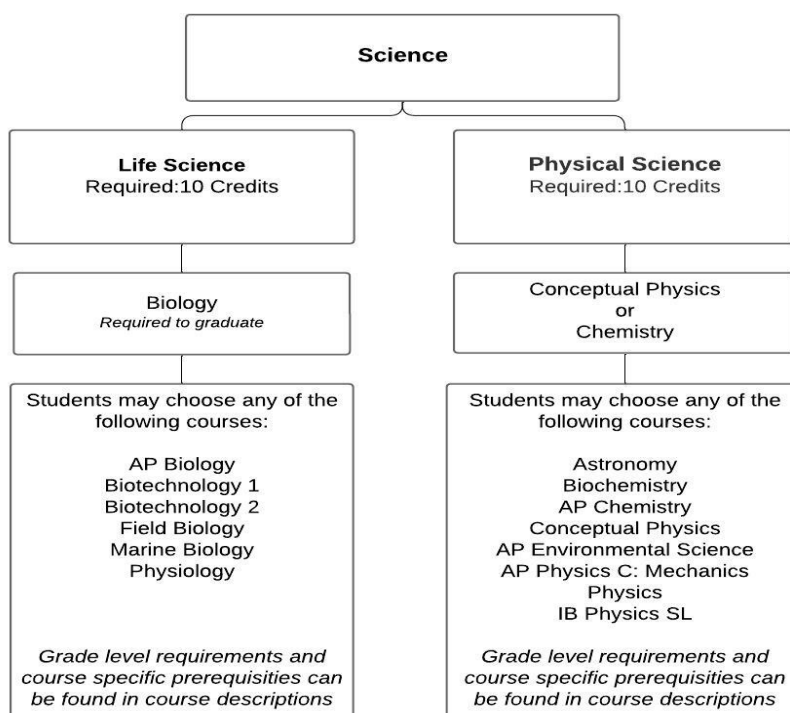 Science
Life Science
Required:10 Credits
Physical Science
Required:10 Credits
Biology
Required to graduate
Conceptual Physics
or
Chemistry
Students may choose any of the
following courses:
AP Biology
Biotechnology 1
Biotechnology 2
Field Biology
Marine Biology
Physiology
Grade level requirements and
course specific prerequisities can
be found in course descriptions
Students may choose any of the
following courses:
Astronomy
Biochemistry
AP Chemistry
Conceptual Physics
AP Environmental Science
AP Physics C: Mechanics
Physics
IB Physics SL
Grade level requirements and
course specific prerequisities can
be found in course descriptions